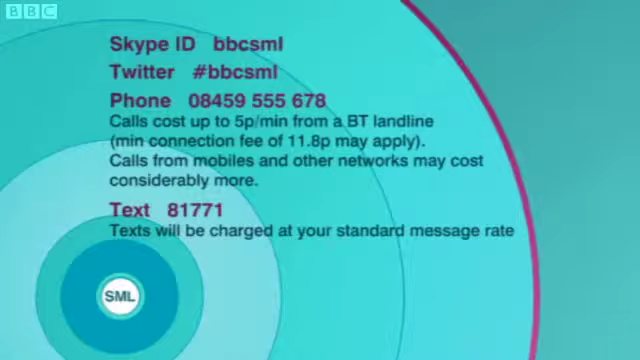 BBC
Skype ID bbcsml
Twitter #bbcsml
Phone 08459 555 678
Calls cost up to 5p/min from a BT landline
(min connection fee of 11.8p may apply).
Calls from mobiles and other networks may cost
considerably more.
Text 81771
Texts will be charged at your standard message rate
SML